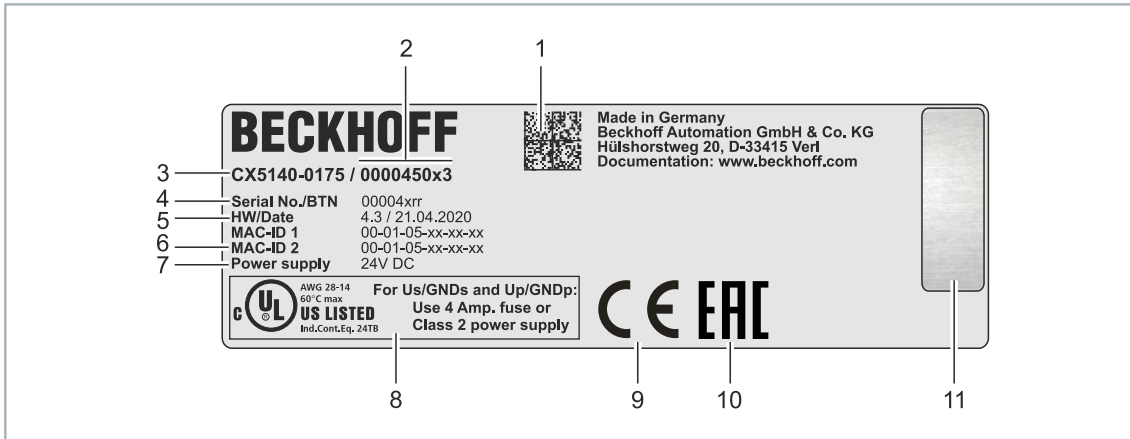 2
1
BECKHOFF
Made in Germany
Beckhoff Automation GmbH & Co. KG
Hülshorstweg 20, D-33415 Verl
Documentation: www.beckhoff.com
3
CX5140-0175 / 0000450x3
4
Serial No./BTN 00004xrr
5
HW/Date 4.3 / 21.04.2020
MAC-ID 1 00-01-05-xx-xx-xx
6
MAC-ID 2 00-01-05-xx-xx-xx
7
Power supply 24V DC
C UL ®
AWG 28-14
60°C max
US LISTED
Ind.Cont.Eq. 24TB
For Us/GNDs and Up/GNDp:
Use 4 Amp. fuse or
Class 2 power supply
CE
EAC
8
9
10
11